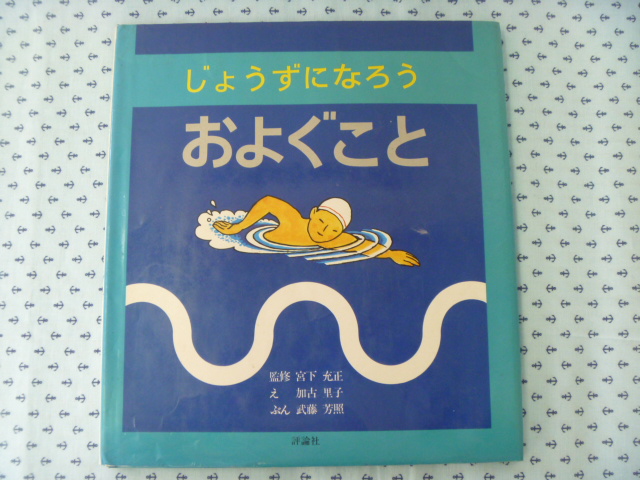 じょうずになろう
およぐこと
監修 宮下 充正
え 加古 里子
ぶん 武藤 芳照
評論社